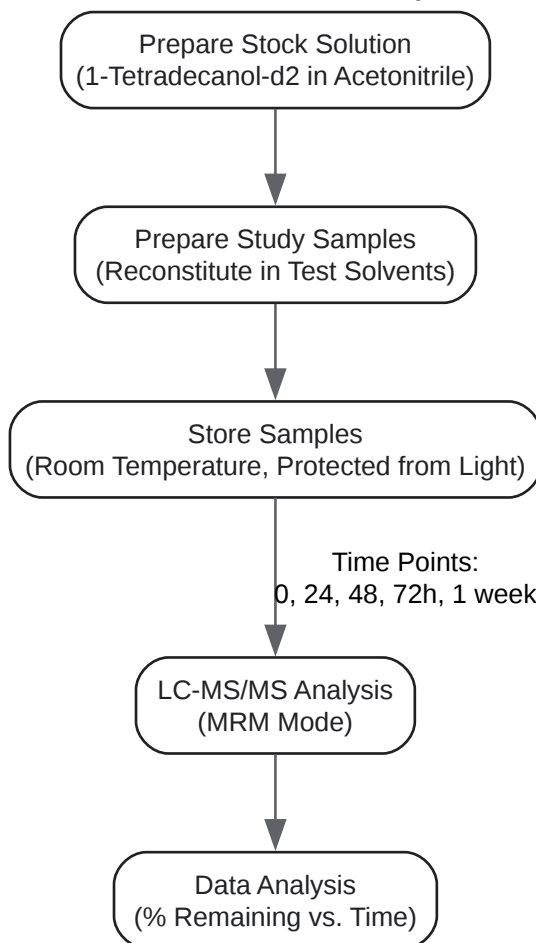 Prepare Stock Solution
(1-Tetradecanol-d2 in Acetonitrile)
Prepare Study Samples
(Reconstitute in Test Solvents)
Store Samples
(Room Temperature, Protected from Light)
Time Points:
0, 24, 48, 72h, 1 week
LC-MS/MS Analysis
(MRM Mode)
Data Analysis
(% Remaining vs. Time)